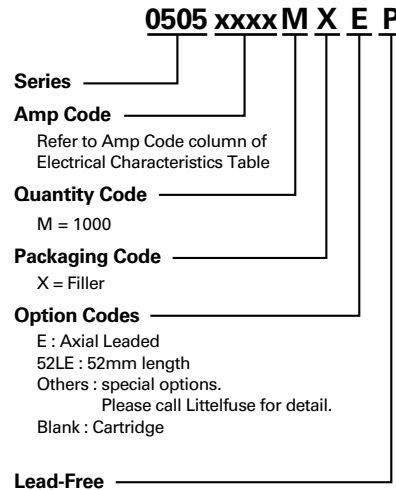 0505 xxxx M X E P
Series
Amp Code
Refer to Amp Code column of
Electrical Characteristics Table
Quantity Code
M = 1000
Packaging Code
X = Filler
Option Codes
E : Axial Leaded
52LE : 52mm length
Others : special options.
Please call Littelfuse for detail.
Blank : Cartridge
Lead-Free